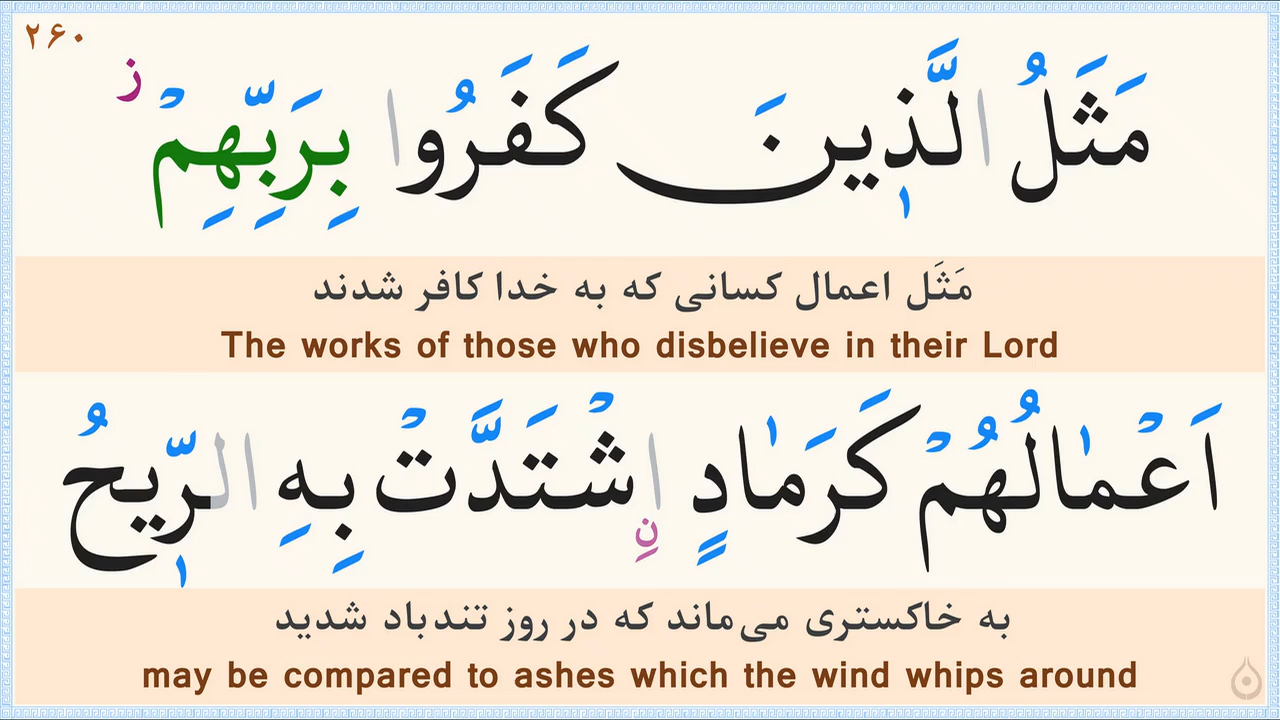 ۲۶۰
مَثَلُ الَّذٖينَ كَفَرُوا بِرَبِّهِمْ ز
مَثَل اعمال کسانی که به خدا کافر شدند
The works of those who disbelieve in their Lord
اَعْمٰالُهُمْ كَرَمٰادٍ نِ اشْتَدَّتْ بِهِ الرّٖيحُ
به خاکستری می‌ماند که در روز تندباد شدید
may be compared to ashes which the wind whips around